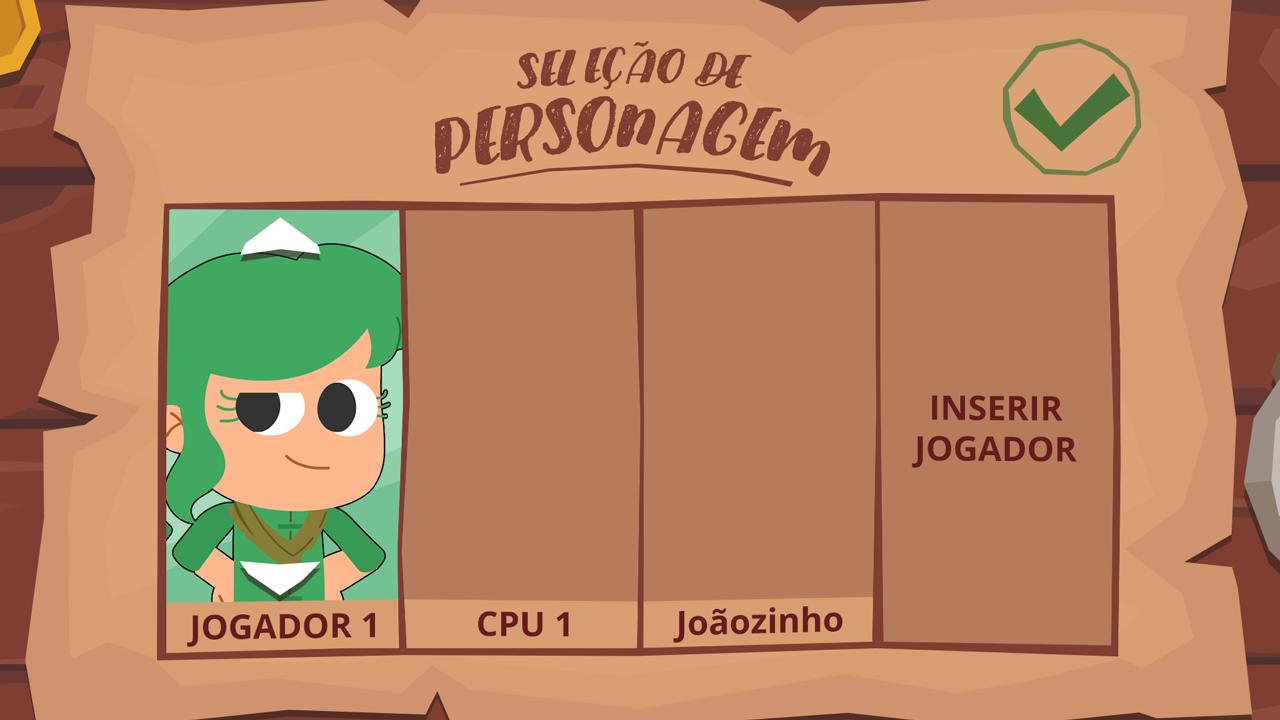 SELEÇÃO DE
PERSONAGEM
INSERIR
JOGADOR
JOGADOR 1
CPU 1
Joãozinho